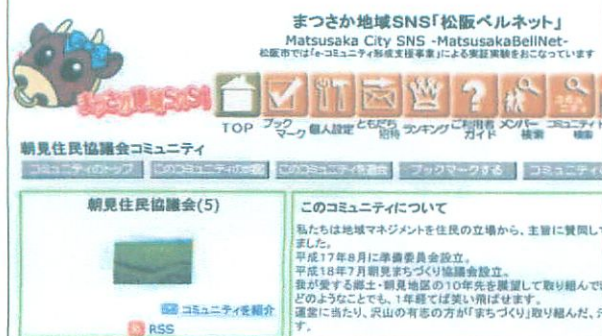 まつさか地域SNS「松阪ベルネット」
Matsusaka City SNS -MatsusakaBellNet-
松阪市では「e-コミュニティ形成支援事業」による実証実験をおこなっています
まつさか地域SNS
TOP
ブックマーク
個人設定
ともだち招待
ランキング
ご利用者ガイド
メンバー検索
コミュニティ検索
朝見住民協議会コミュニティ
コミュニティのトップ
このコミュニティを退会
ブックマークする
コミュニティ
朝見住民協議会(5)
コミュニティを紹介
RSS
このコミュニティについて
私たちは地域マネジメントを住民の立場から、主旨に賛同して
ました。
平成17年8月に準備委員会設立。
平成18年7月朝見まちづくり協議会設立。
我が愛する郷土・朝見地区の10年先を展望して取り組んで
どのようなことでも、1年経てば笑い飛ばせます。
運営に当たり、沢山の有志の方が「まちづくり」取り組んだ、
す。